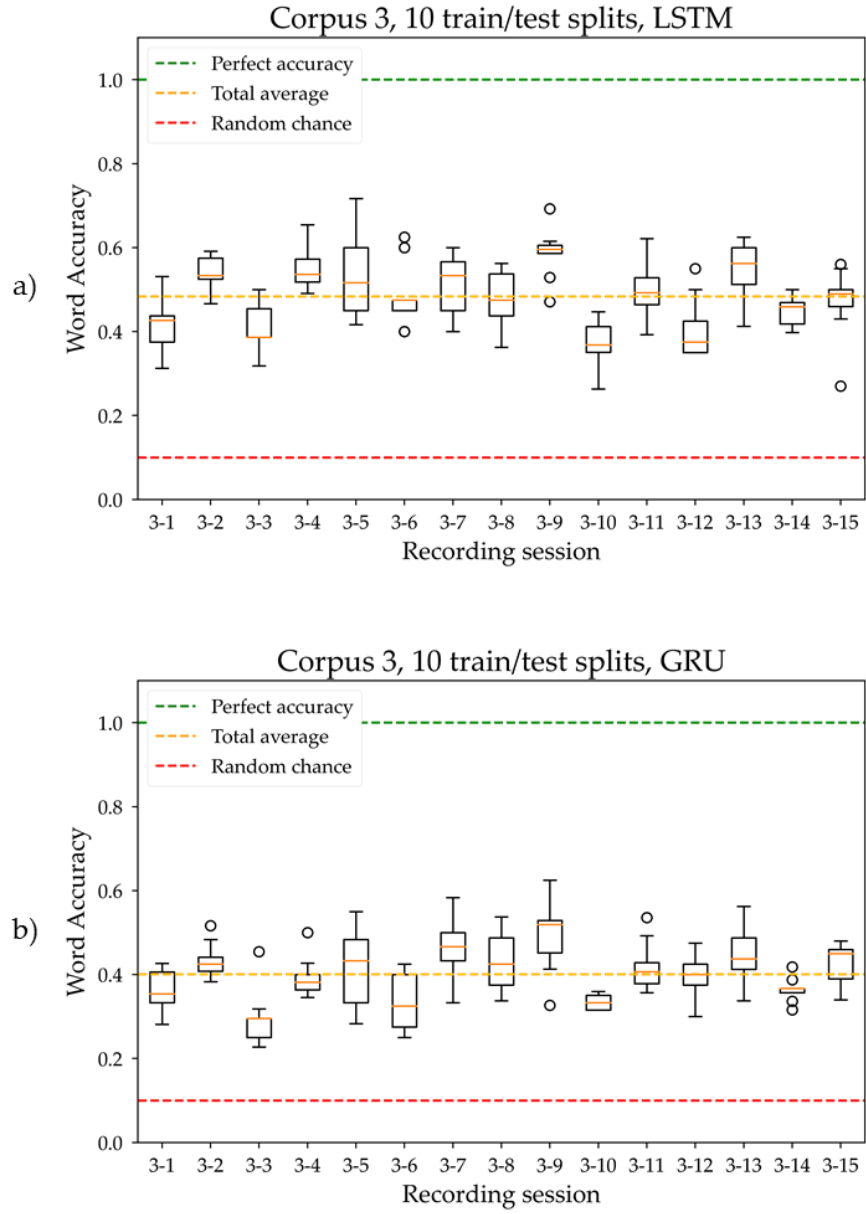 Corpus 3, 10 train/test splits, LSTM
Perfect accuracy
Total average
Random chance
a)
Word Accuracy
1.0
0.8
0.6
0.4
0.2
0.0
3-1 3-2 3-3 3-4 3-5 3-6 3-7 3-8 3-9 3-10 3-11 3-12 3-13 3-14 3-15
Recording session
Corpus 3, 10 train/test splits, GRU
Perfect accuracy
Total average
Random chance
b)
Word Accuracy
1.0
0.8
0.6
0.4
0.2
0.0
3-1 3-2 3-3 3-4 3-5 3-6 3-7 3-8 3-9 3-10 3-11 3-12 3-13 3-14 3-15
Recording session